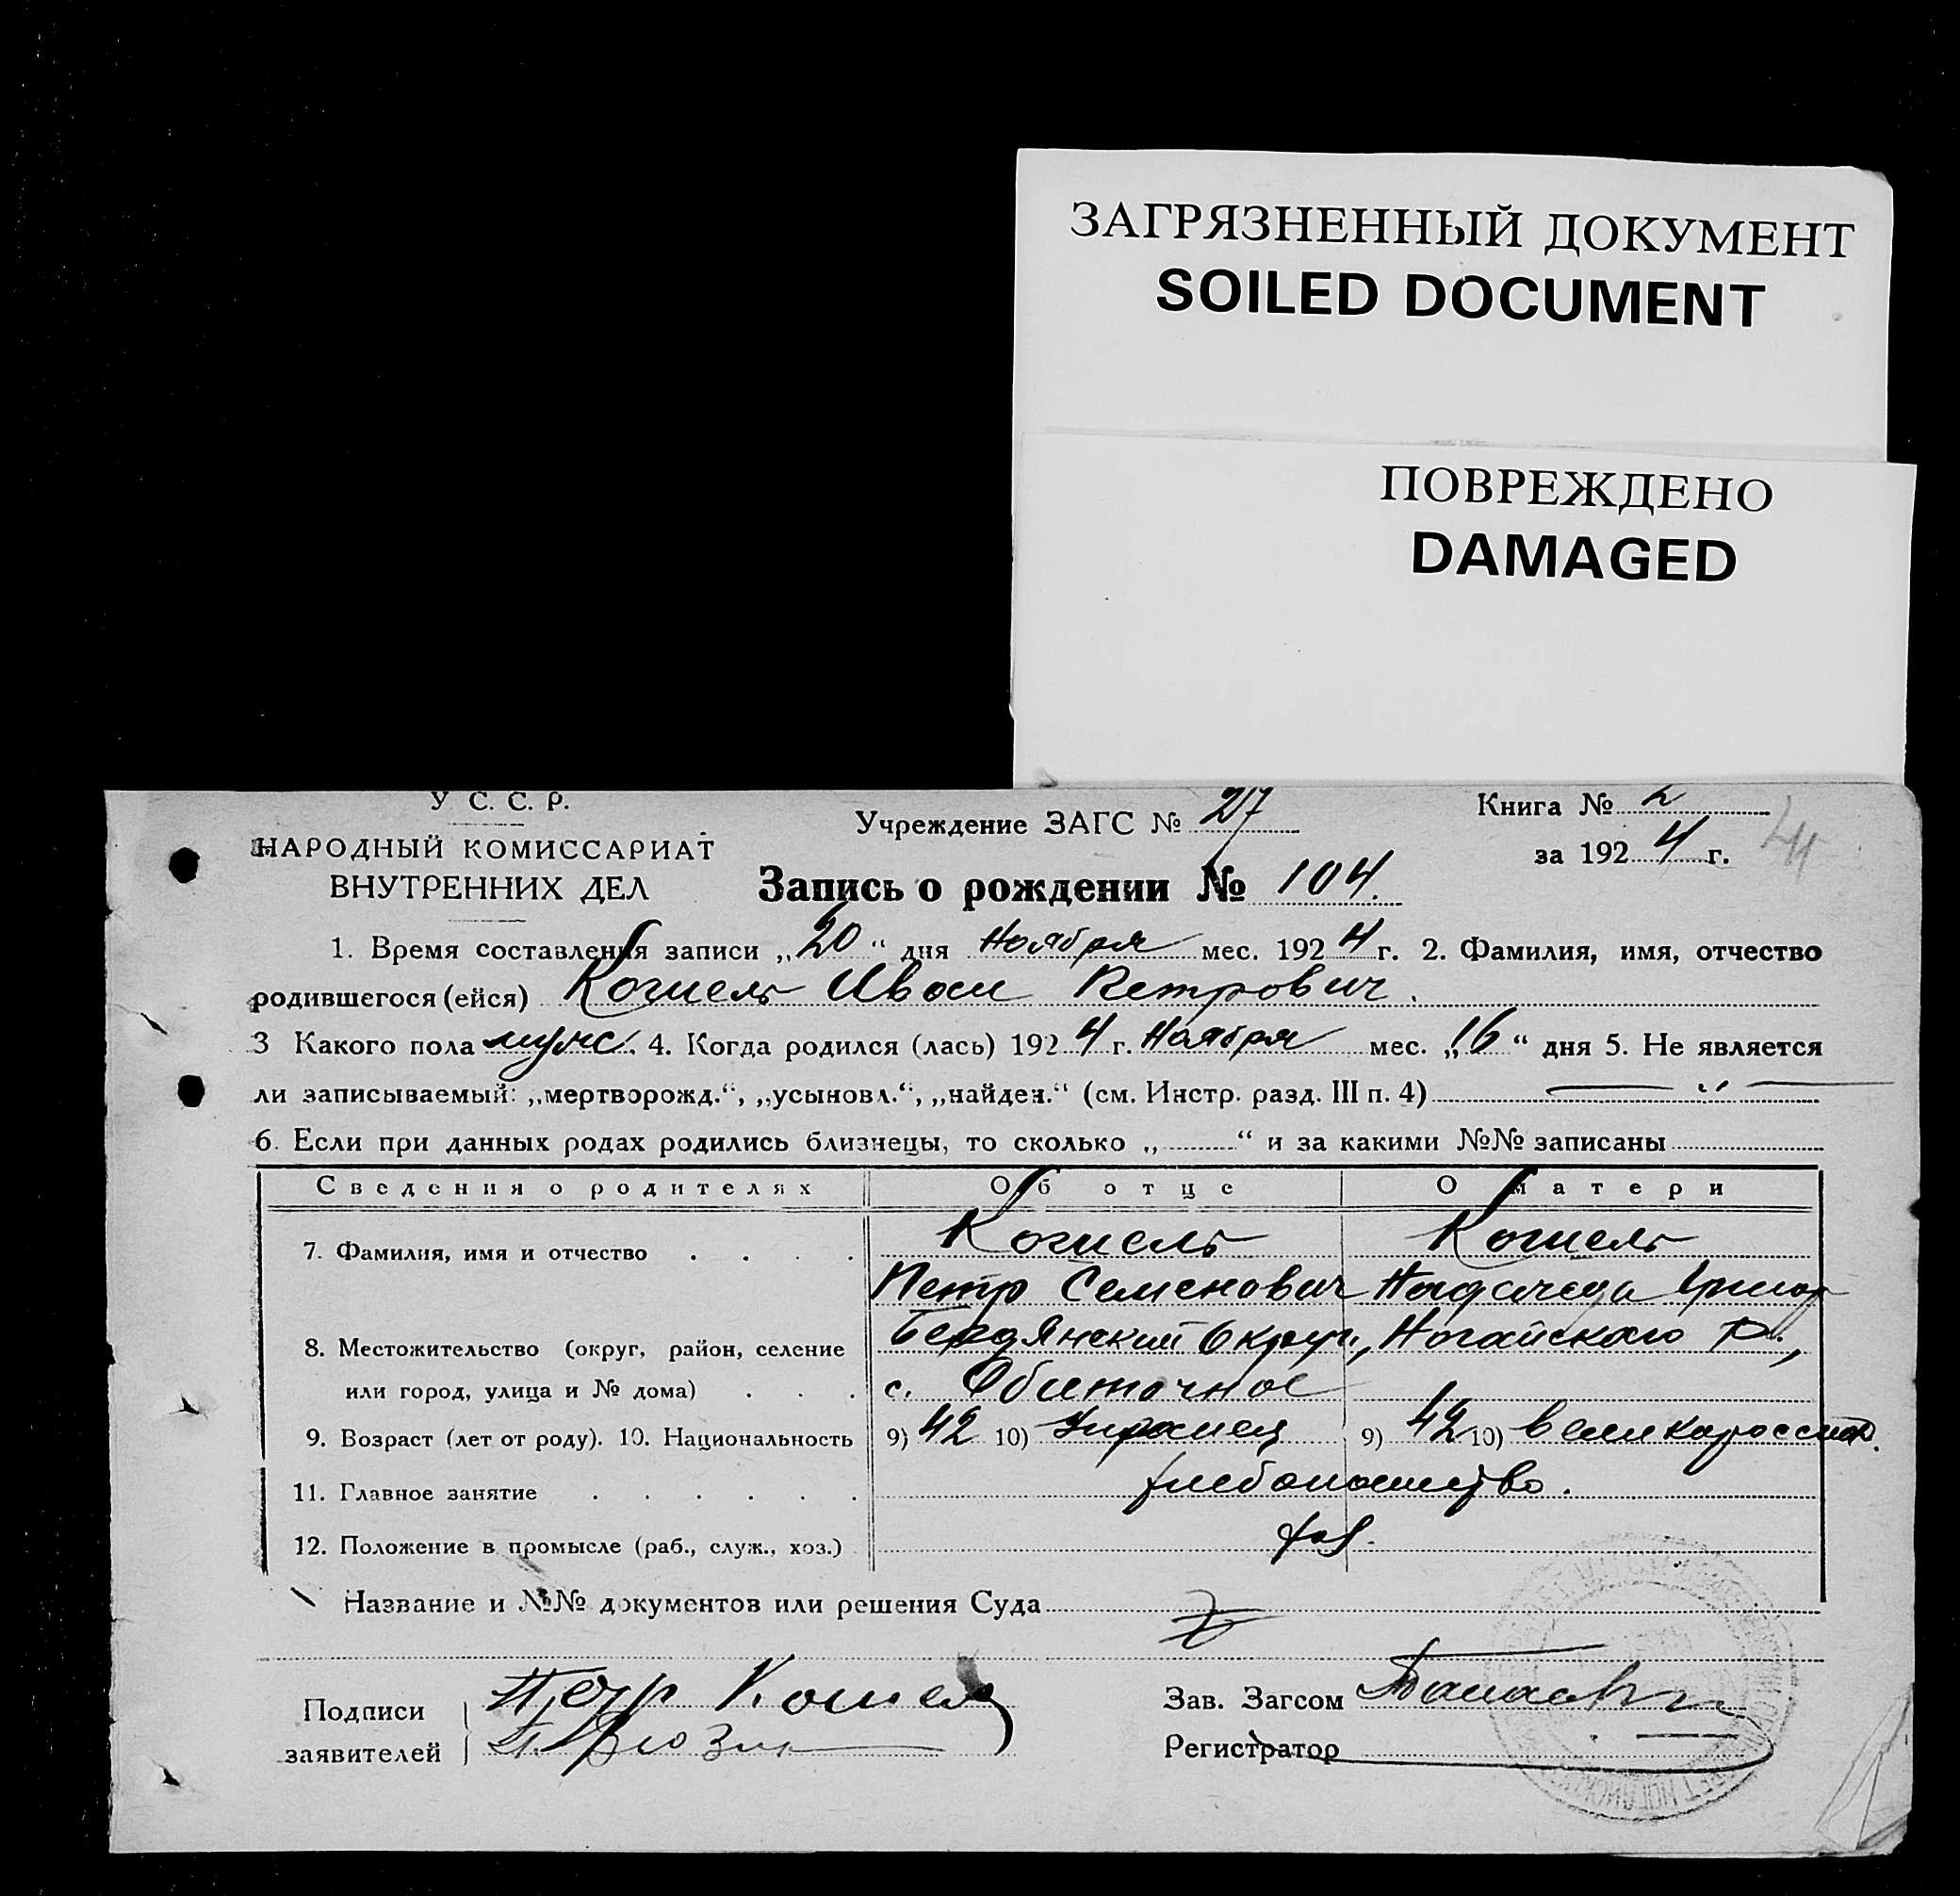 ЗАГРЯЗНЕННЫЙ ДОКУМЕНТ
SOILED DOCUMENT
ПОВРЕЖДЕНО
DAMAGED
У С. С. Р.
НАРОДНЫЙ КОМИССАРИАТ
ВНУТРЕННИХ ДЕЛ
Учреждение ЗАГС № 27
Книга № 2
за 1924 г.
44
Запись о рождении № 104.
1. Время составления записи „20“ дня Ноября мес. 1924 г. 2. Фамилия, имя, отчество
родившегося (ейся) Кошель Иван Петрович.
3 Какого пола муж. 4. Когда родился (лась) 1924 г. Ноября мес. „16“ дня 5. Не является
ли записываемый: „мертворожд.“, „усыновл.“, „найден.“ (см. Инстр. разд. III п. 4)
6. Если при данных родах родились близнецы, то сколько „ “ и за какими №№ записаны
Сведения о родителях Об отце О матери
7. Фамилия, имя и отчество Кошель Кошель
Петр Семенович
8. Местожительство (округ, район, селение Бердянский Округ, Ногайского р.,
или город, улица и № дома) с. Обиточное
9. Возраст (лет от роду). 10. Национальность 9) 42 10) Украинец 9) 42 10) великоросс
11. Главное занятие хлебопашество.
12. Положение в промысле (раб., служ., хоз.) хоз.
Название и №№ документов или решения Суда
Подписи Петр Кошель
заявителей
Зав. Загсом
Регистратор